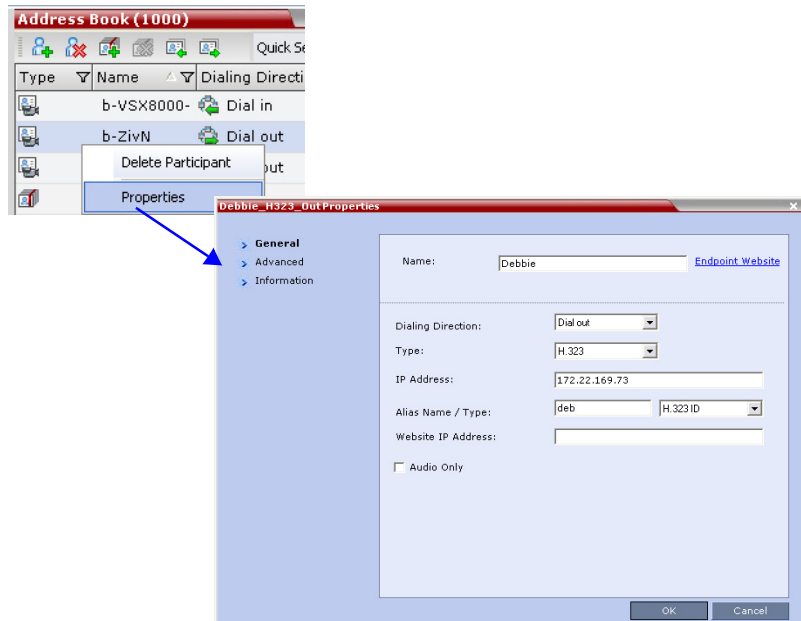 Address Book (1000)
Quick Se
Type Name Dialing Directi
b-VSX8000- Dial in
b-ZivN Dial out
Delete Participant
out
Properties
Debbie_H323_Out Properties
General
Advanced
Information
Name: Debbie Endpoint Website
Dialing Direction: Dial out
Type: H.323
IP Address: 172.22.169.73
Alias Name / Type: deb H.323 ID
Website IP Address:
Audio Only
OK Cancel